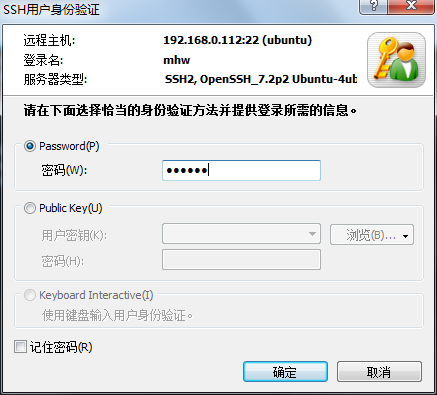 SSH用户身份验证
远程主机: 192.168.0.112:22 (ubuntu)
登录名: mhw
服务器类型: SSH2, OpenSSH_7.2p2 Ubuntu-4ub
请在下面选择恰当的身份验证方法并提供登录所需的信息。
Password(P)
密码(W): ●●●●●●
Public Key(U)
用户密钥(K): 浏览(B)...
密码(H):
Keyboard Interactive(I)
使用键盘输入用户身份验证。
记住密码(R)
确定 取消